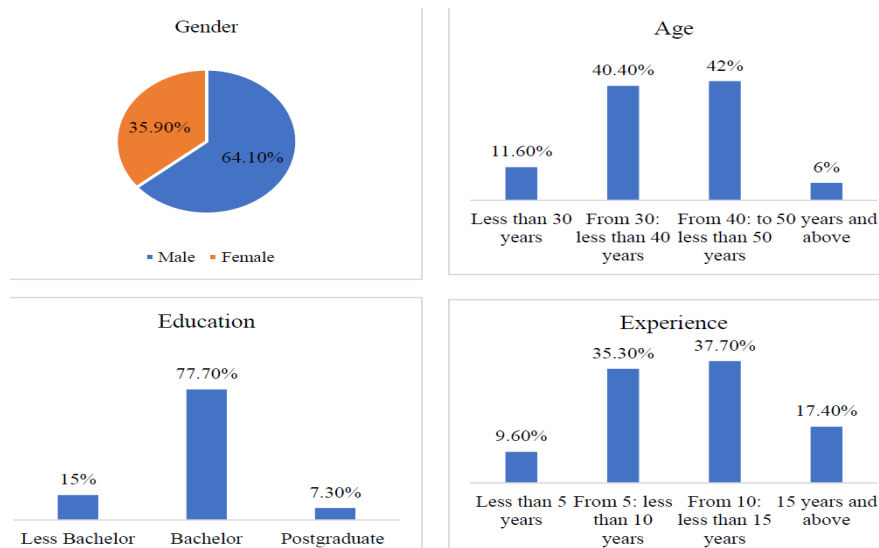 Gender
35.90%
64.10%
Male Female
Age
11.60%
40.40%
42%
6%
Less than 30 years
From 30: less than 40 years
From 40: to less than 50 years
50 years and above
Education
15%
77.70%
7.30%
Less Bachelor
Bachelor
Postgraduate
Experience
9.60%
35.30%
37.70%
17.40%
Less than 5 years
From 5: less than 10 years
From 10: less than 15 years
15 years and above